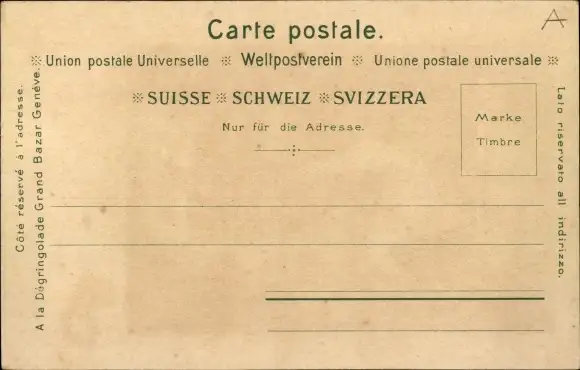 A
Carte postale.
Union postale Universelle ⁙ Weltpostverein ⁙ Unione postale universale
SUISSE ⁙ SCHWEIZ ⁙ SVIZZERA
Nur für die Adresse.
Marke
Timbre
Côté réservé à l'adresse.
A la Dégringolade Grand Bazar Genève.
Lato riservato all indirizzo.